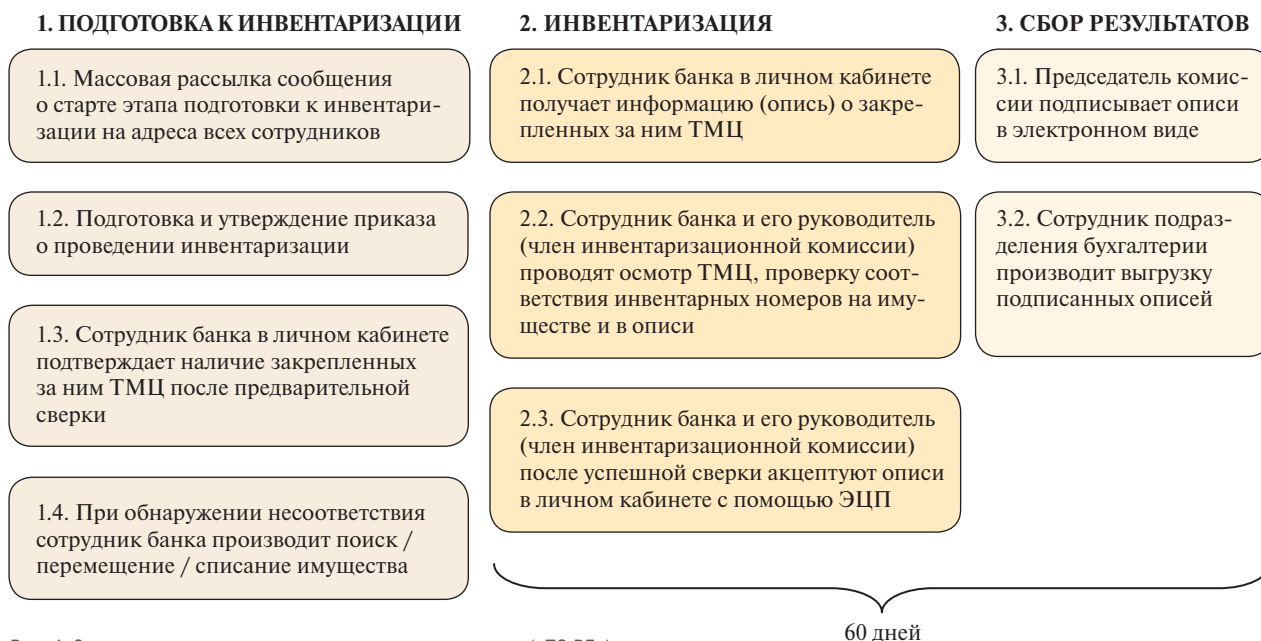 1. ПОДГОТОВКА К ИНВЕНТАРИЗАЦИИ
1.1. Массовая рассылка сообщения
о старте этапа подготовки к инвентари-
зации на адреса всех сотрудников
1.2. Подготовка и утверждение приказа
о проведении инвентаризации
1.3. Сотрудник банка в личном кабинете
подтверждает наличие закрепленных
за ним ТМЦ после предварительной
сверки
1.4. При обнаружении несоответствия
сотрудник банка производит поиск /
перемещение / списание имущества
2. ИНВЕНТАРИЗАЦИЯ
2.1. Сотрудник банка в личном кабинете
получает информацию (опись) о закре-
пленных за ним ТМЦ
2.2. Сотрудник банка и его руководитель
(член инвентаризационной комиссии)
проводят осмотр ТМЦ, проверку соот-
ветствия инвентарных номеров на иму-
ществе и в описи
2.3. Сотрудник банка и его руководитель
(член инвентаризационной комиссии)
после успешной сверки акцептуют описи
в личном кабинете с помощью ЭЦП
3. СБОР РЕЗУЛЬТАТОВ
3.1. Председатель комис-
сии подписывает описи
в электронном виде
3.2. Сотрудник подраз-
деления бухгалтерии
производит выгрузку
подписанных описей
60 дней